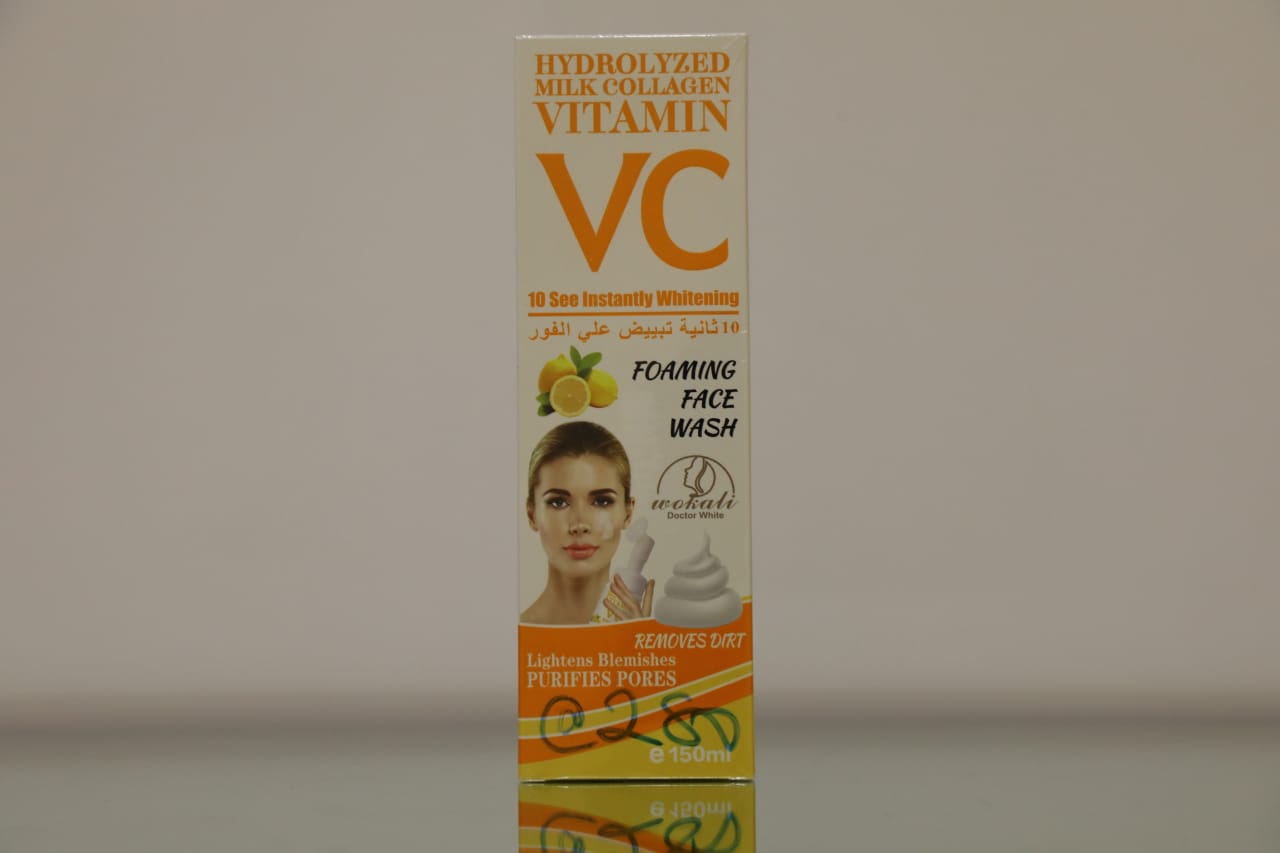 HYDROLYZED
MILK COLLAGEN
VITAMIN
VC
10 See Instantly Whitening
10 ثانية تبييض علي الفور
FOAMING
FACE
WASH
wokali
Doctor White
REMOVES DIRT
Lightens Blemishes
PURIFIES PORES
@280
e 150ml